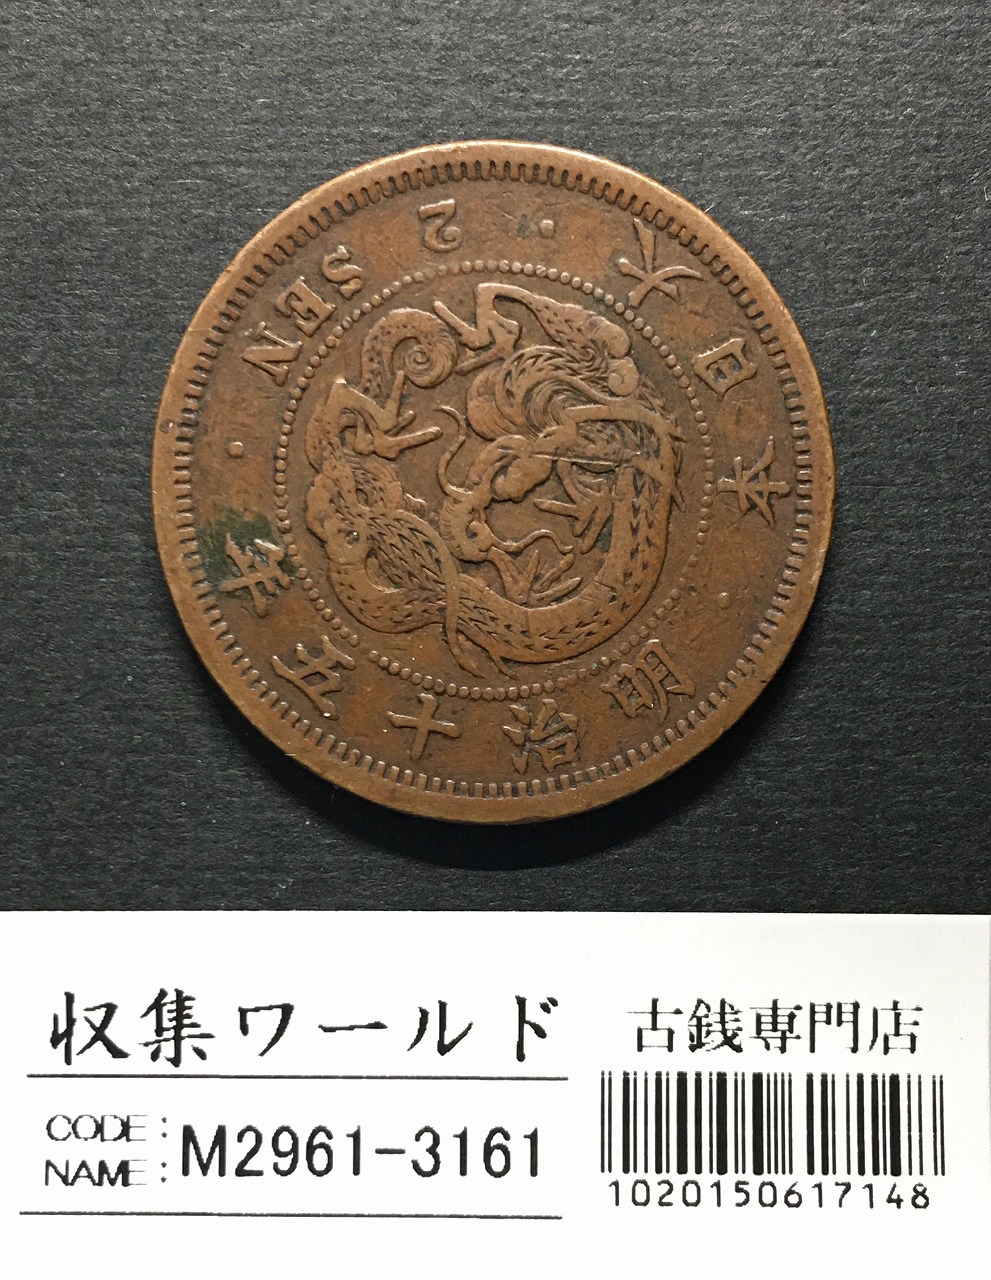 大日本・明治十五年・2 SEN・
収集ワールド
古銭専門店
CODE:
NAME:
M2961-3161
1020150617148